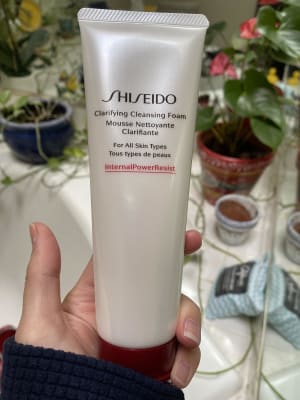 SHISEIDO
Clarifying Cleansing Foam
Mousse Nettoyante
Clarifiante
For All Skin Types
Tous types de peaux
InternalPowerResist